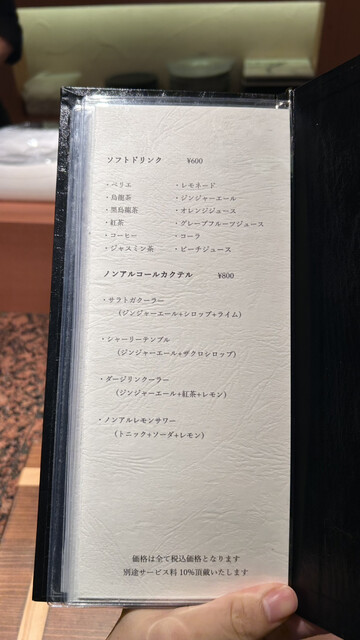 ソフトドリンク ¥600
・ペリエ ・レモネード
・烏龍茶 ・ジンジャーエール
・黒烏龍茶 ・オレンジジュース
・紅茶 ・グレープフルーツジュース
・コーヒー ・コーラ
・ジャスミン茶 ・ピーチジュース
ノンアルコールカクテル ¥800
・サラトガクーラー
（ジンジャーエール+シロップ+ライム）
・シャーリーテンプル
（ジンジャーエール+ザクロシロップ）
・ダージリンクーラー
（ジンジャーエール+紅茶+レモン）
・ノンアルレモンサワー
（トニック+ソーダ+レモン）
価格は全て税込価格となります
別途サービス料 10%頂戴いたします